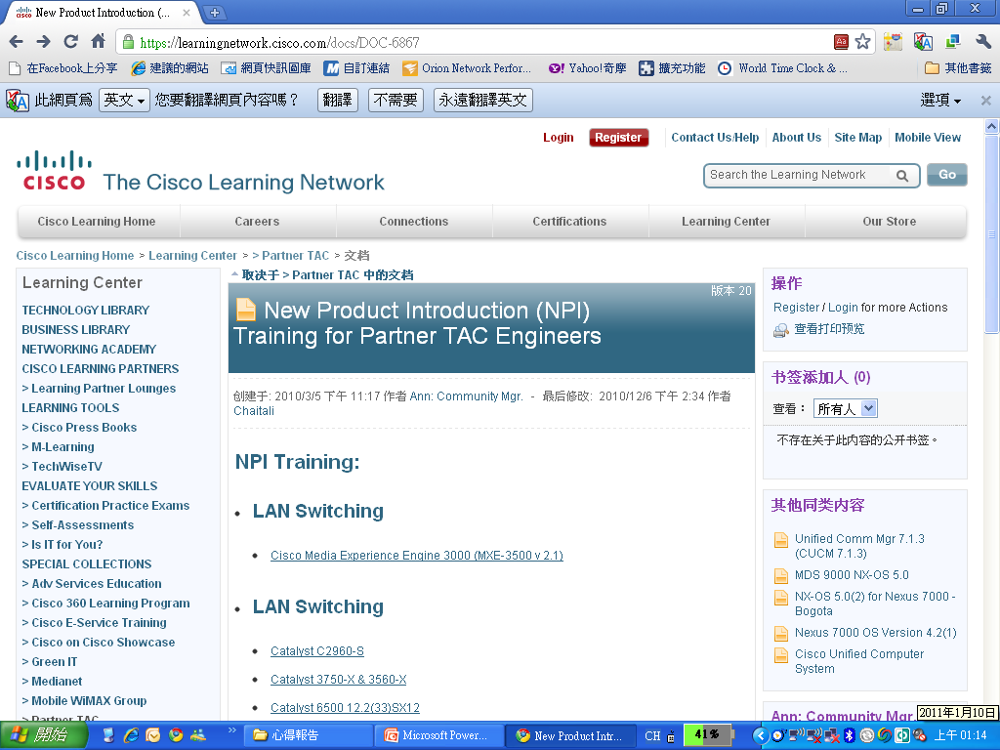 New Product Introduction (...
https://learningnetwork.cisco.com/docs/DOC-6867
在Facebook上分享 建議的網站 網頁快訊圖庫 自訂連結 Orion Network Perfor... Yahoo!奇摩 擴充功能 World Time Clock & ... 其他書籤
此網頁為 英文 您要翻譯網頁內容嗎？ 翻譯 不需要 永遠翻譯英文 選項
Login Register Contact Us/Help About Us Site Map Mobile View
CISCO The Cisco Learning Network
Search the Learning Network Go
Cisco Learning Home Careers Connections Certifications Learning Center Our Store
Cisco Learning Home > Learning Center > > Partner TAC > 文档
Learning Center
TECHNOLOGY LIBRARY
BUSINESS LIBRARY
NETWORKING ACADEMY
CISCO LEARNING PARTNERS
> Learning Partner Lounges
LEARNING TOOLS
> Cisco Press Books
> M-Learning
> TechWiseTV
EVALUATE YOUR SKILLS
> Certification Practice Exams
> Self-Assessments
> Is IT for You?
SPECIAL COLLECTIONS
> Adv Services Education
> Cisco 360 Learning Program
> Cisco E-Service Training
> Cisco on Cisco Showcase
> Green IT
> Medianet
> Mobile WiMAX Group
> Partner TAC
取决于 > Partner TAC 中的文档
版本 20
New Product Introduction (NPI)
Training for Partner TAC Engineers
创建于: 2010/3/5 下午 11:17 作者 Ann: Community Mgr. - 最后修改: 2010/12/6 下午 2:34 作者
Chaitali
NPI Training:
• LAN Switching
• Cisco Media Experience Engine 3000 (MXE-3500 v 2.1)
• LAN Switching
• Catalyst C2960-S
• Catalyst 3750-X & 3560-X
• Catalyst 6500 12.2(33)SX12
操作
Register / Login for more Actions
查看打印预览
书签添加人 (0)
查看： 所有人
不存在关于此内容的公开书签。
其他同类内容
Unified Comm Mgr 7.1.3
(CUCM 7.1.3)
MDS 9000 NX-OS 5.0
NX-OS 5.0(2) for Nexus 7000 -
Bogota
Nexus 7000 OS Version 4.2(1)
Cisco Unified Computer
System
Ann: Community Mgr.
2011年1月10日
開始 心得報告 Microsoft Power... New Product Intr... CH 41% 上午 01:14